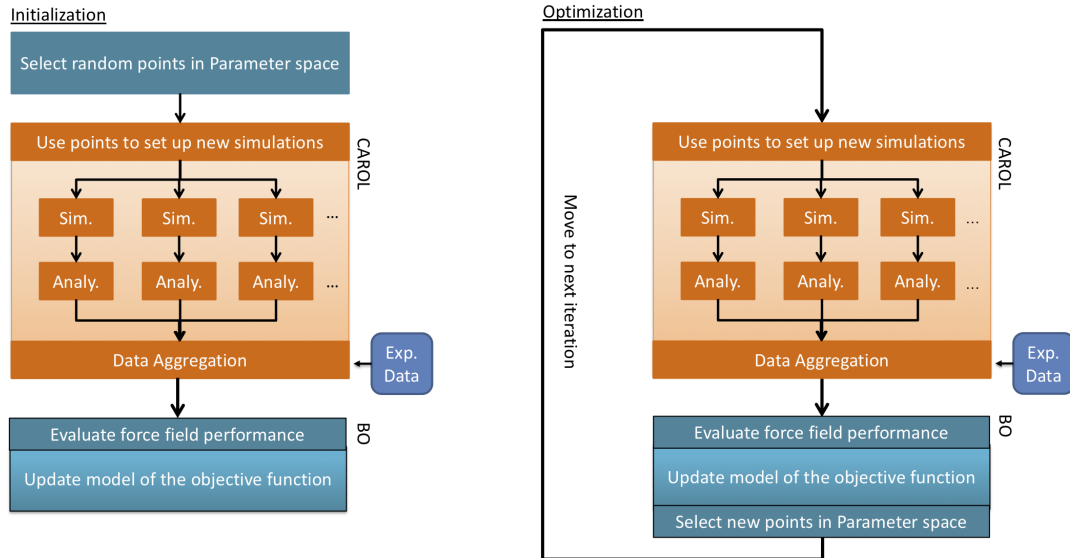 Initialization
Select random points in Parameter space
Use points to set up new simulations
CAROL
Sim. Sim. Sim. ...
Analy. Analy. Analy. ...
Data Aggregation
Exp.
Data
BO
Evaluate force field performance
Update model of the objective function
Optimization
Move to next iteration
Use points to set up new simulations
CAROL
Sim. Sim. Sim. ...
Analy. Analy. Analy. ...
Data Aggregation
Exp.
Data
BO
Evaluate force field performance
Update model of the objective function
Select new points in Parameter space